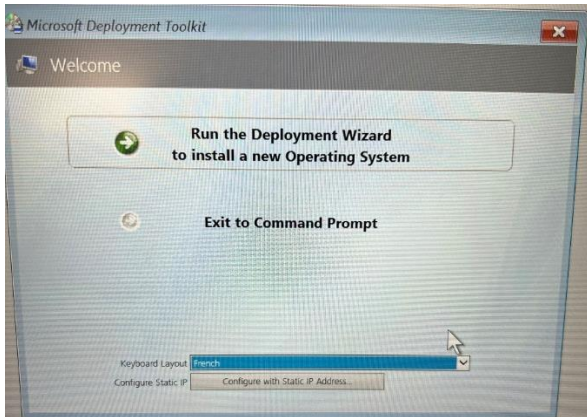 Microsoft Deployment Toolkit
Welcome
Run the Deployment Wizard
to install a new Operating System
Exit to Command Prompt
Keyboard Layout French
Configure Static IP Configure with Static IP Address...